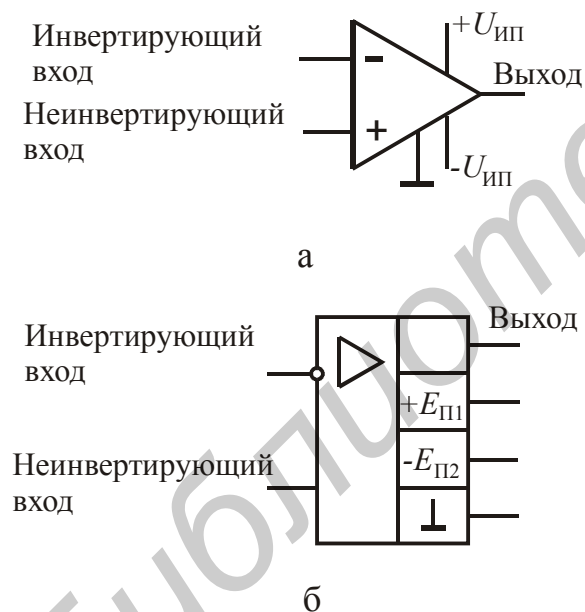 Инвертирующий
вход
Неинвертирующий
вход
-
+
+UИП
Выход
-UИП
а
Инвертирующий
вход
Неинвертирующий
вход
Выход
+EП1
-EП2
б